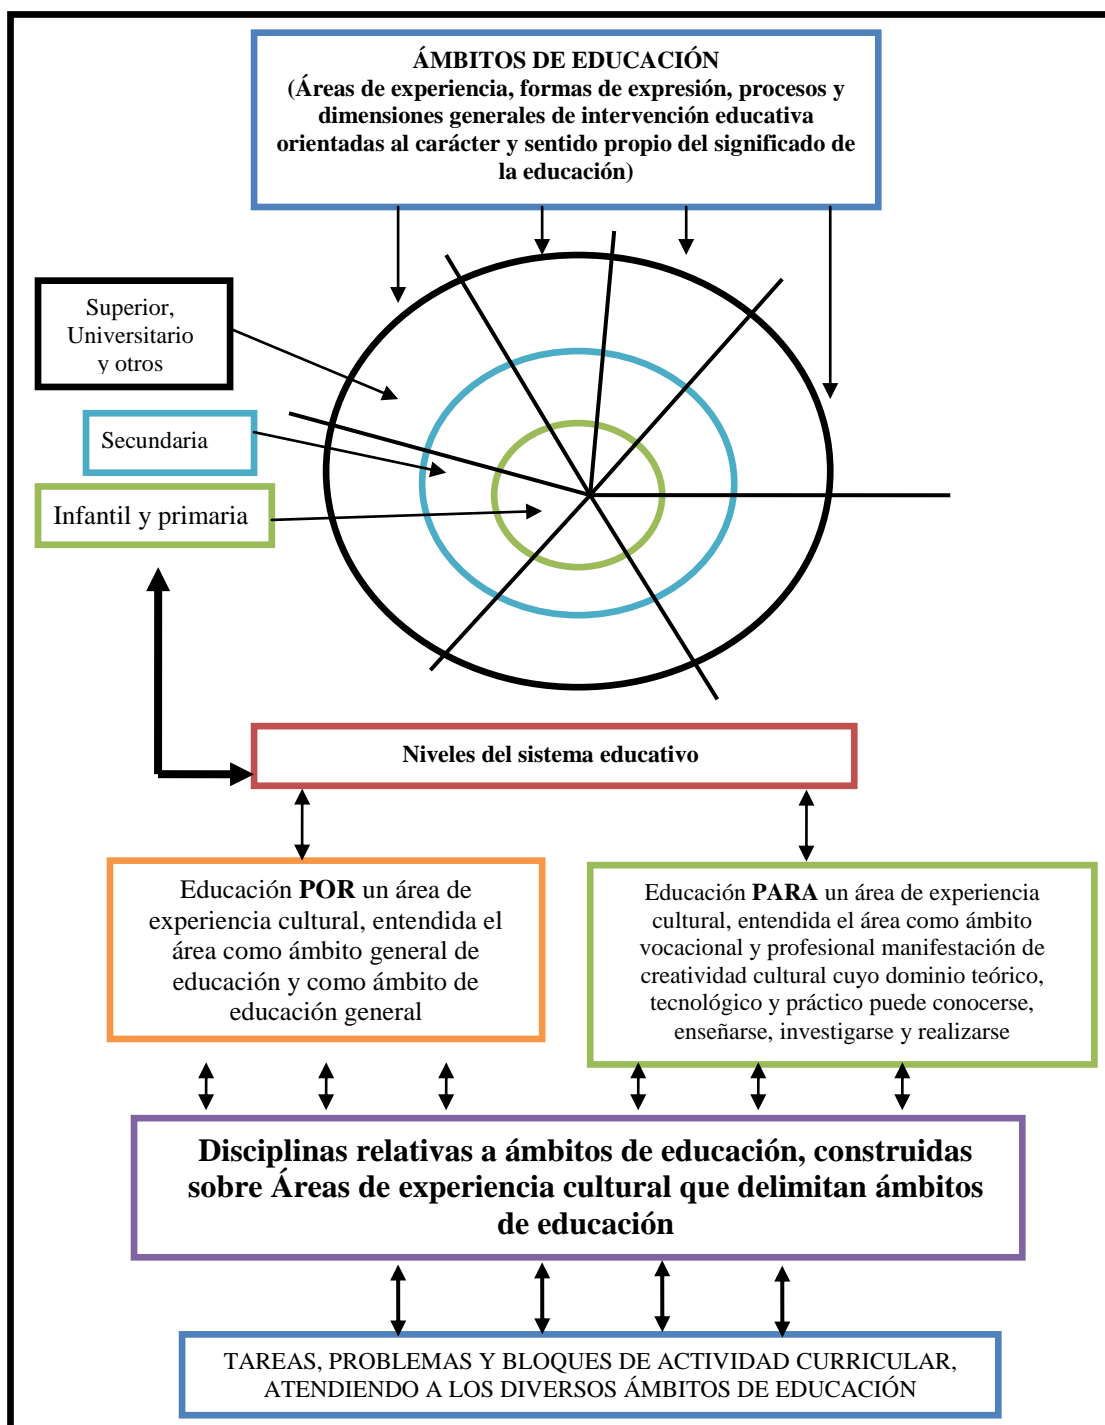 ÁMBITOS DE EDUCACIÓN
(Áreas de experiencia, formas de expresión, procesos y
dimensiones generales de intervención educativa
orientadas al carácter y sentido propio del significado de
la educación)
Superior,
Universitario
y otros
Secundaria
Infantil y primaria
Niveles del sistema educativo
Educación POR un área de
experiencia cultural, entendida el
área como ámbito general de
educación y como ámbito de
educación general
Educación PARA un área de experiencia
cultural, entendida el área como ámbito
vocacional y profesional manifestación de
creatividad cultural cuyo dominio teórico,
tecnológico y práctico puede conocerse,
enseñarse, investigarse y realizarse
Disciplinas relativas a ámbitos de educación, construidas
sobre Áreas de experiencia cultural que delimitan ámbitos
de educación
TAREAS, PROBLEMAS Y BLOQUES DE ACTIVIDAD CURRICULAR,
ATENDIENDO A LOS DIVERSOS ÁMBITOS DE EDUCACIÓN